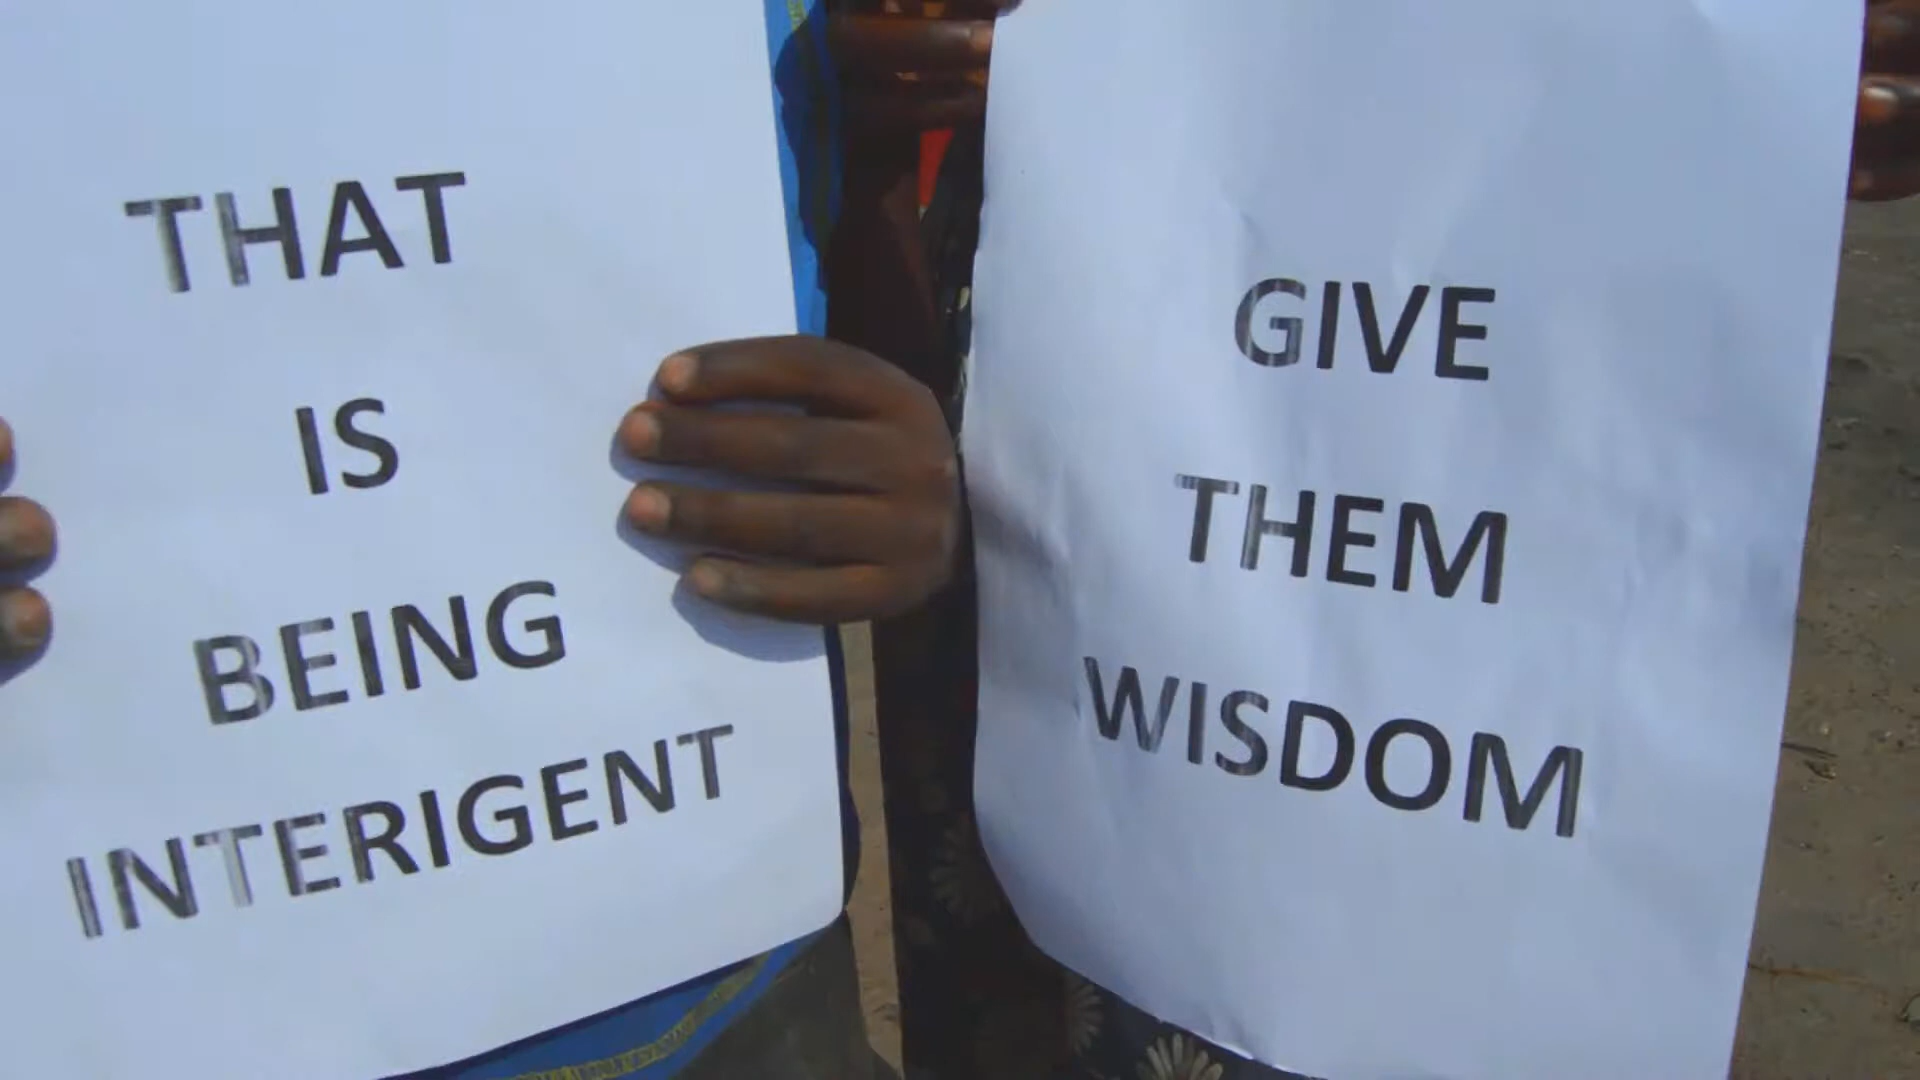 THAT
IS
BEING
INTERIGENT
GIVE
THEM
WISDOM